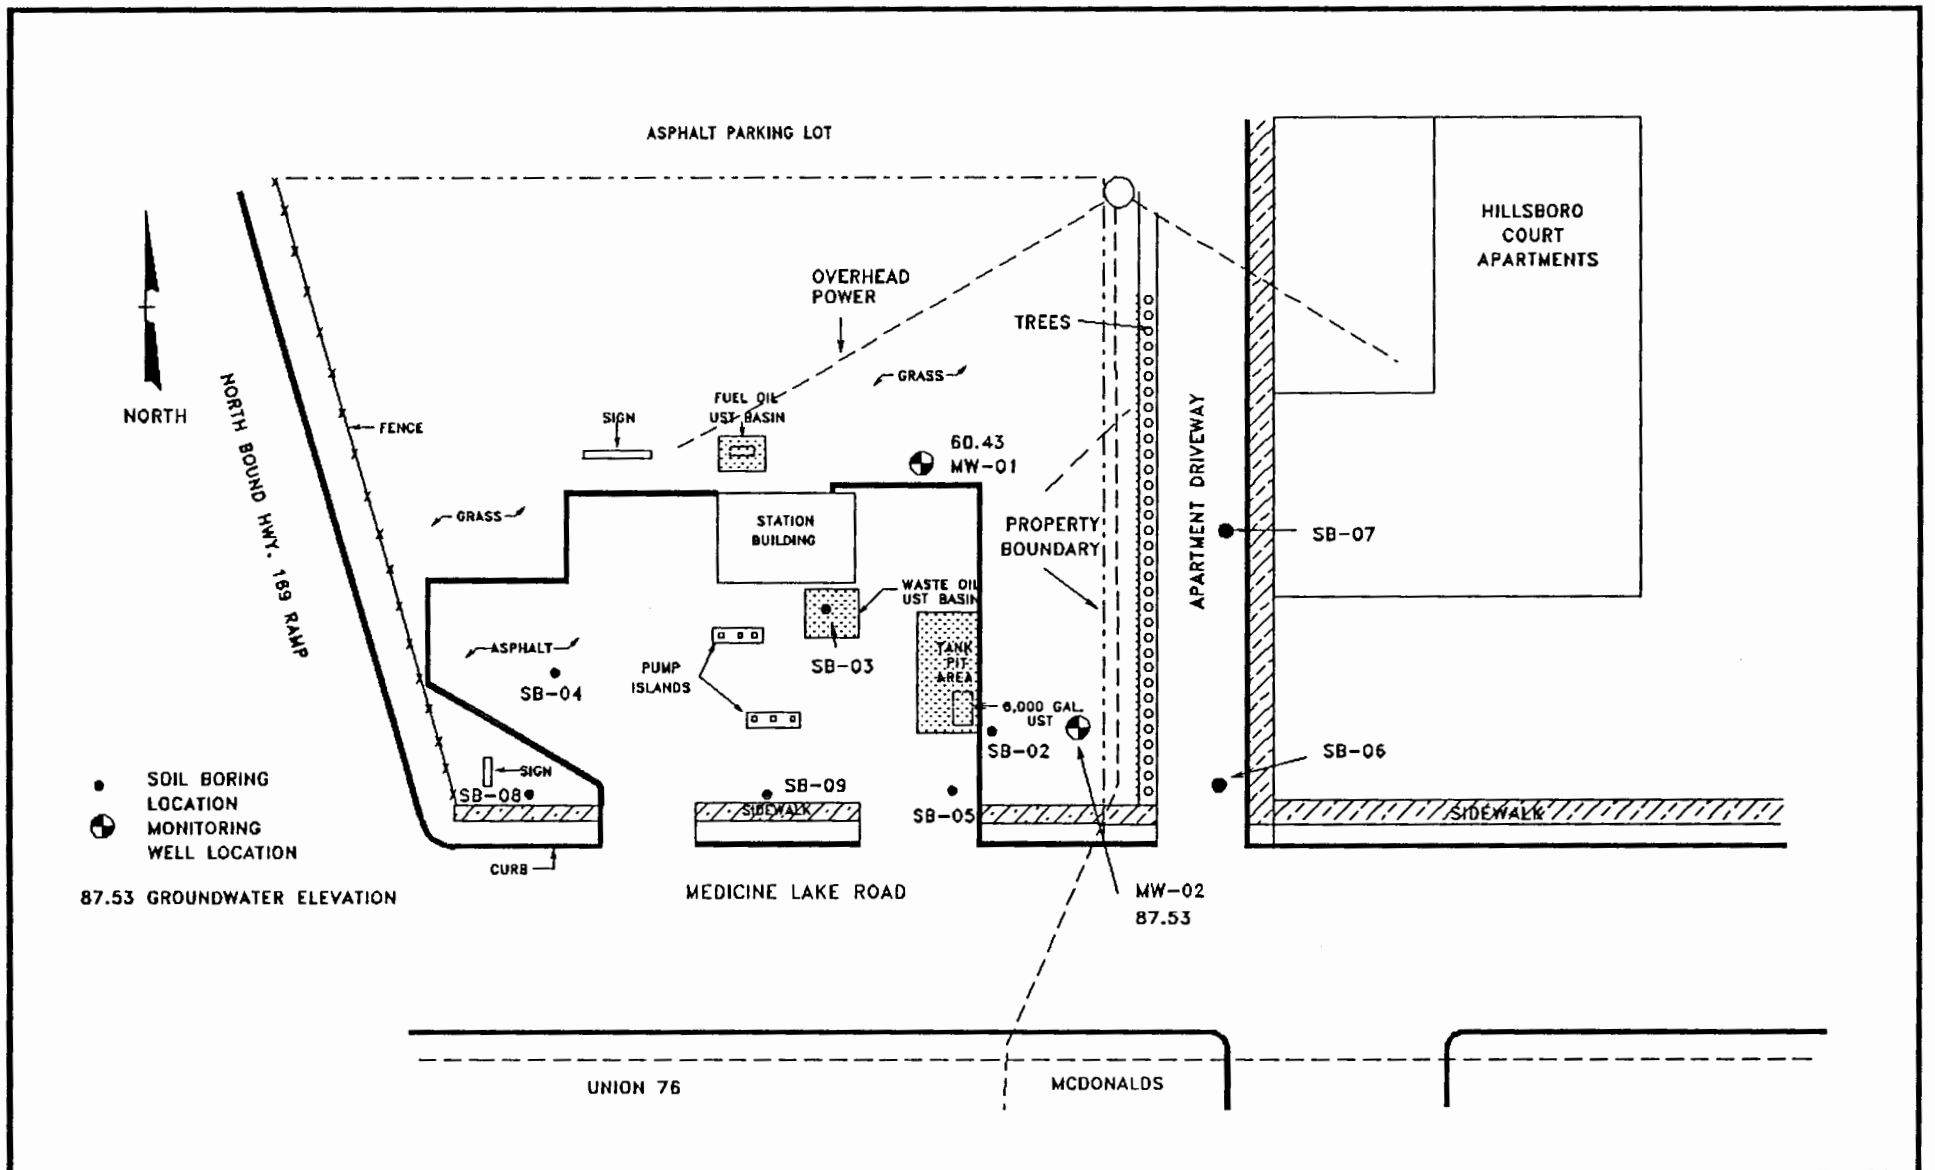 ASPHALT PARKING LOT
HILLSBORO
COURT
APARTMENTS
OVERHEAD
POWER
TREES
GRASS
NORTH
NORTH BOUND HWY. 169 RAMP
FENCE
SIGN
FUEL OIL
UST BASIN
60.43
MW-01
APARTMENT DRIVEWAY
GRASS
STATION
BUILDING
PROPERTY
BOUNDARY
SB-07
WASTE OIL
UST BASIN
ASPHALT
SB-04
PUMP
ISLANDS
SB-03
TANK
PIT
AREA
6,000 GAL.
UST
SB-02
SB-06
SIGN
SB-08
SB-09
SIDEWALK
SB-05
SIDEWALK
SOIL BORING
LOCATION
MONITORING
WELL LOCATION
87.53 GROUNDWATER ELEVATION
CURB
MEDICINE LAKE ROAD
MW-02
87.53
UNION 76
MCDONALDS